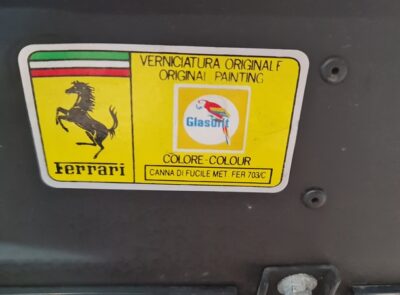 VERNICIATURA ORIGINALE
ORIGINAL PAINTING
Glasurit
Ferrari
COLORE-COLOUR
CANNA DI FUCILE MET. FER 703/C